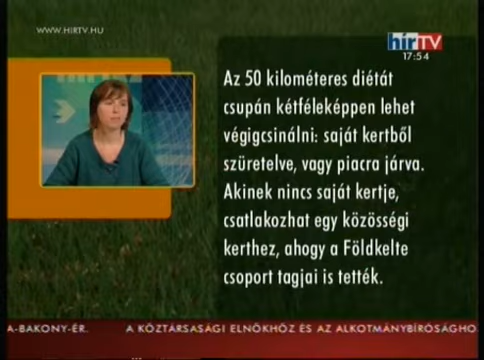 WWW.HIRTV.HU
hírTV
17:54
Az 50 kilométeres diétát
csupán kétféleképpen lehet
végigcsinálni: saját kertből
szüretelve, vagy piacra járva.
Akinek nincs saját kertje,
csatlakozhat egy közösségi
kerthez, ahogy a Földkelte
csoport tagjai is tették.
A-BAKONY-ÉR. A KÖZTÁRSASÁGI ELNÖKHÖZ ÉS AZ ALKOTMÁNYBÍRÓSÁGHO